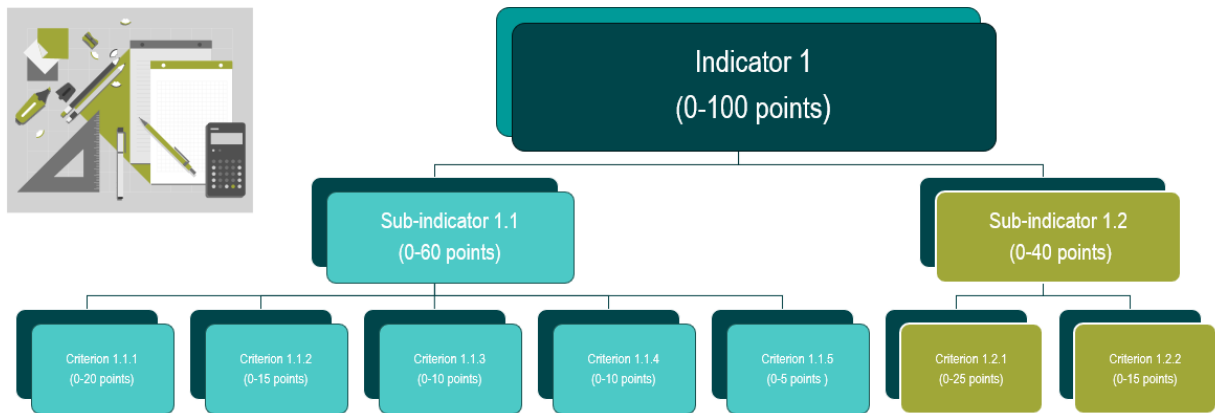 Indicator 1
(0-100 points)
Sub-indicator 1.1
(0-60 points)
Sub-indicator 1.2
(0-40 points)
Criterion 1.1.1
(0-20 points)
Criterion 1.1.2
(0-15 points)
Criterion 1.1.3
(0-10 points)
Criterion 1.1.4
(0-10 points)
Criterion 1.1.5
(0-5 points )
Criterion 1.2.1
(0-25 points)
Criterion 1.2.2
(0-15 points)